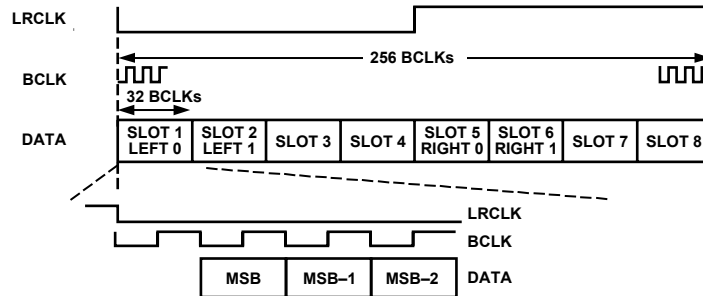 LRCLK
256 BCLKs
BCLK
32 BCLKs
DATA
SLOT 1
LEFT 0
SLOT 2
LEFT 1
SLOT 3
SLOT 4
SLOT 5
RIGHT 0
SLOT 6
RIGHT 1
SLOT 7
SLOT 8
LRCLK
BCLK
MSB
MSB–1
MSB–2
DATA